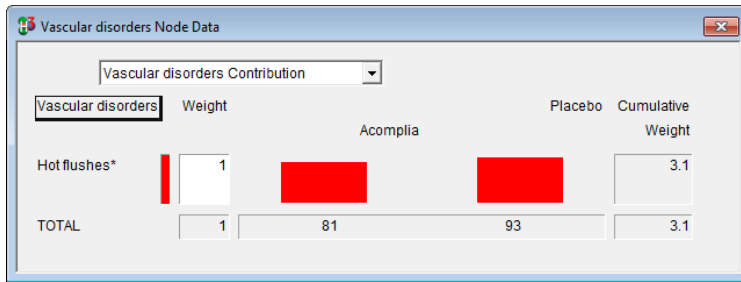 Vascular disorders Node Data
Vascular disorders Contribution
Vascular disorders Weight Placebo Cumulative
Acomplia Weight
Hot flushes* 1 3.1
TOTAL 1 81 93 3.1